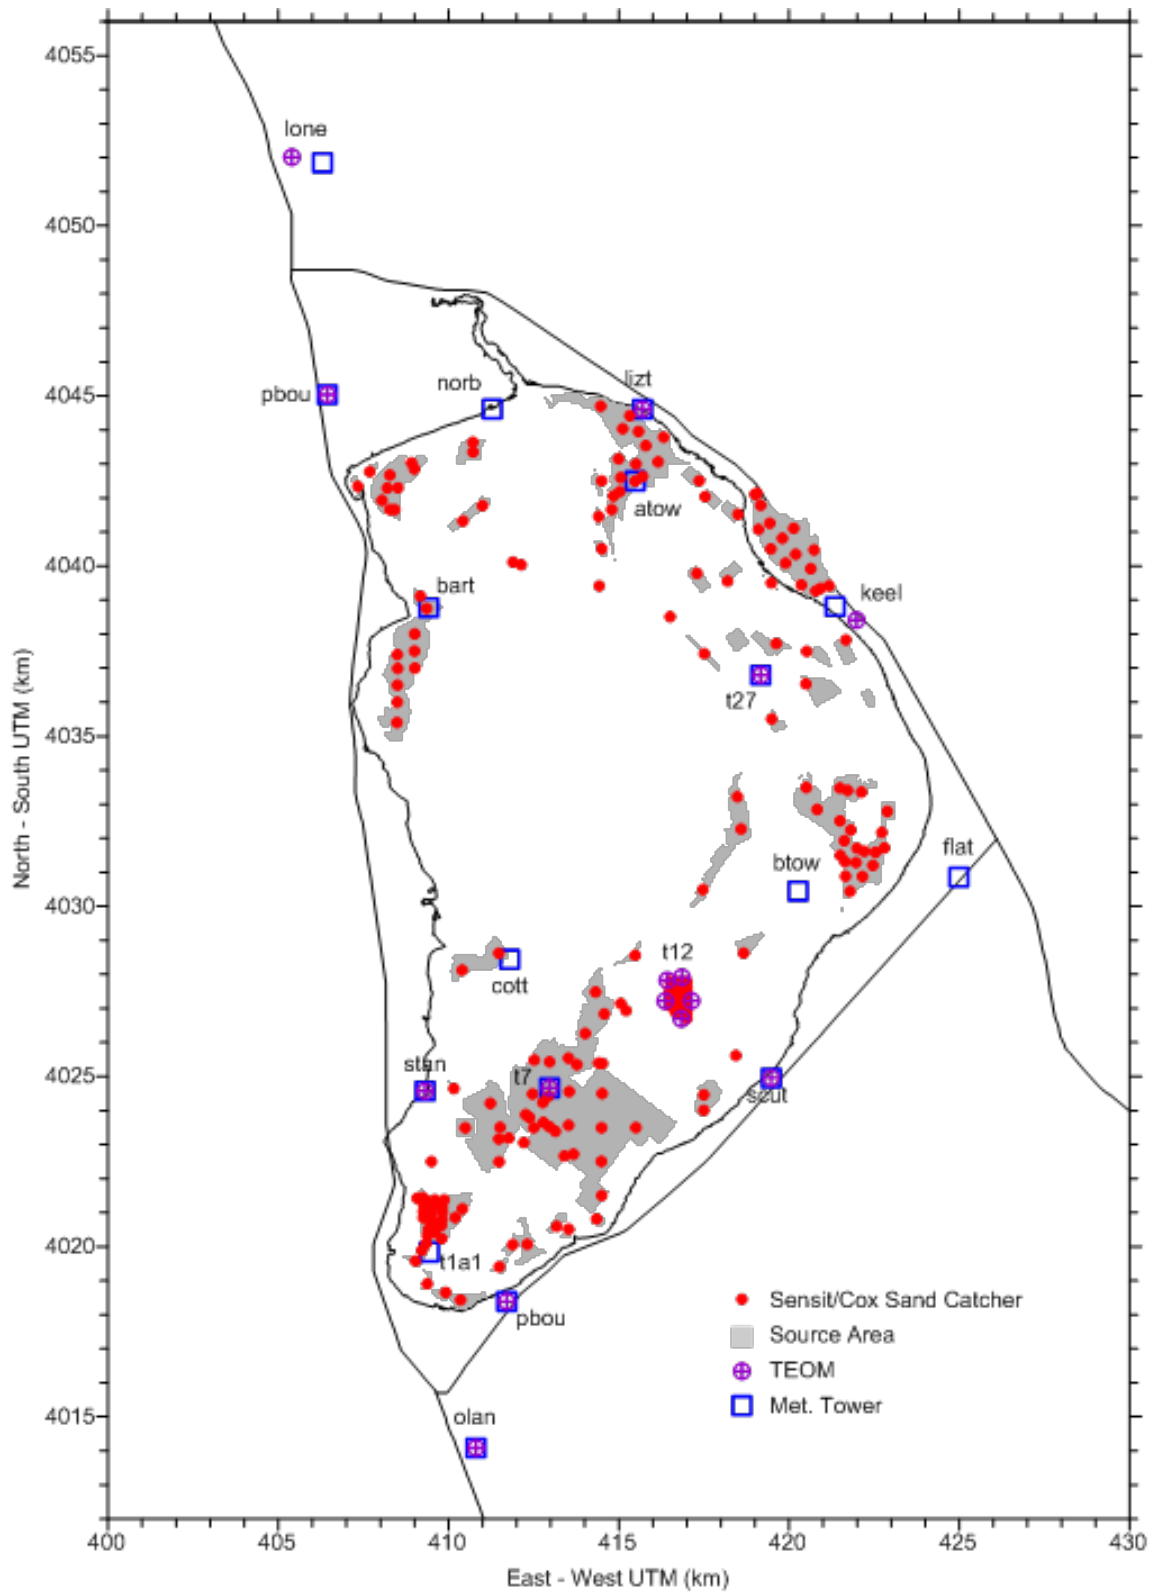 4055
lone
4050
pbou
norb
lizt
4045
atow
4040
bart
keel
t27
4035
North - South UTM (km)
btow
flat
4030
t12
cott
stan
t7
4025
scut
4020
t1a1
pbou
Sensit/Cox Sand Catcher
Source Area
TEOM
Met. Tower
4015
olan
400
405
410
415
420
425
430
East - West UTM (km)